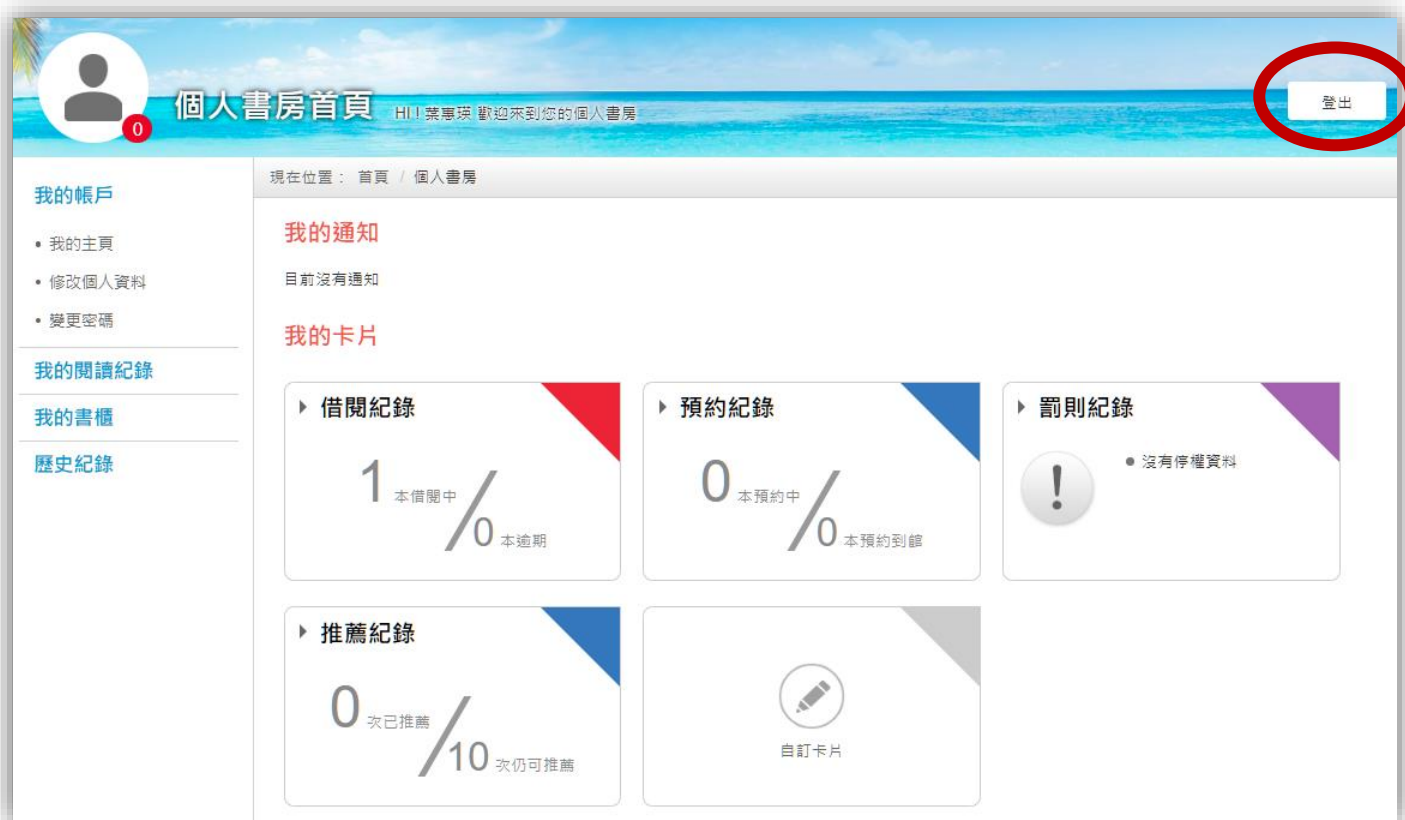 0
個人書房首頁 HI！葉惠瑛 歡迎來到您的個人書房
登出
現在位置： 首頁 / 個人書房
我的帳戶
• 我的主頁
• 修改個人資料
• 變更密碼
我的閱讀紀錄
我的書櫃
歷史紀錄
我的通知
目前沒有通知
我的卡片
借閱紀錄
1 本借閱中
0 本逾期
預約紀錄
0 本預約中
0 本預約到館
罰則紀錄
! • 沒有停權資料
推薦紀錄
0 次已推薦
10 次仍可推薦
自訂卡片